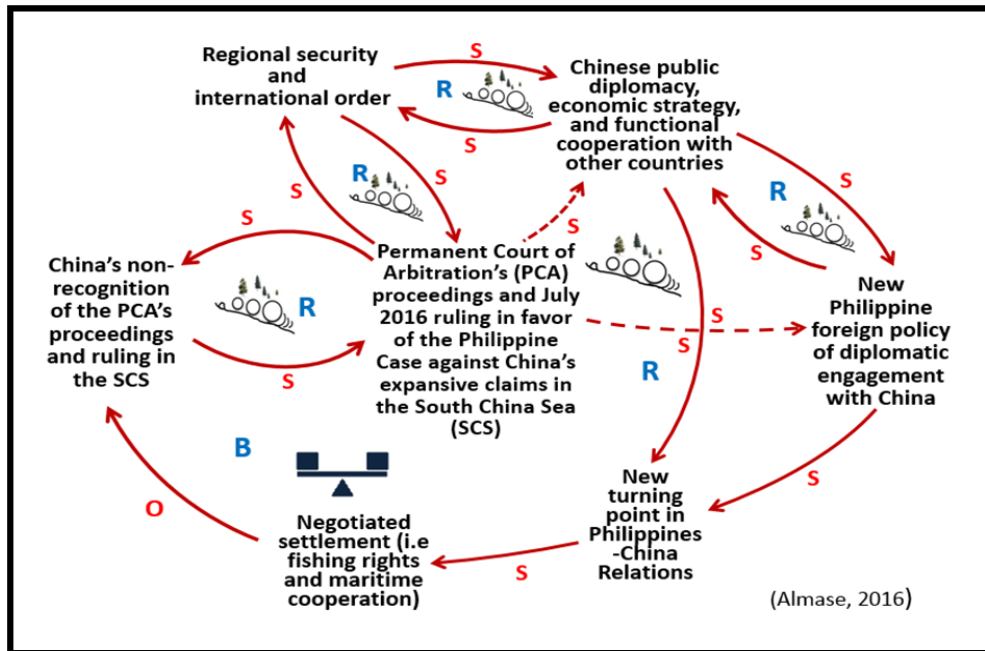 Regional security
and
international order
S
R
S
Chinese public
diplomacy,
economic strategy,
and functional
cooperation with
other countries
R
S
S
S
S
R
S
S
S
R
S
China's non-
recognition
of the PCA's
proceedings
and ruling in
the SCS
R
S
Permanent Court of
Arbitration's (PCA)
proceedings and July
2016 ruling in favor
of the Philippine
Case against China's
expansive claims in
the South China Sea
(SCS)
S
S
R
New
Philippine
foreign policy
of diplomatic
engagement
with China
B
O
Negotiated
settlement (i.e
fishing rights
and maritime
cooperation)
S
New
turning
point in
Philippines
-China
Relations
S
(Almase, 2016)